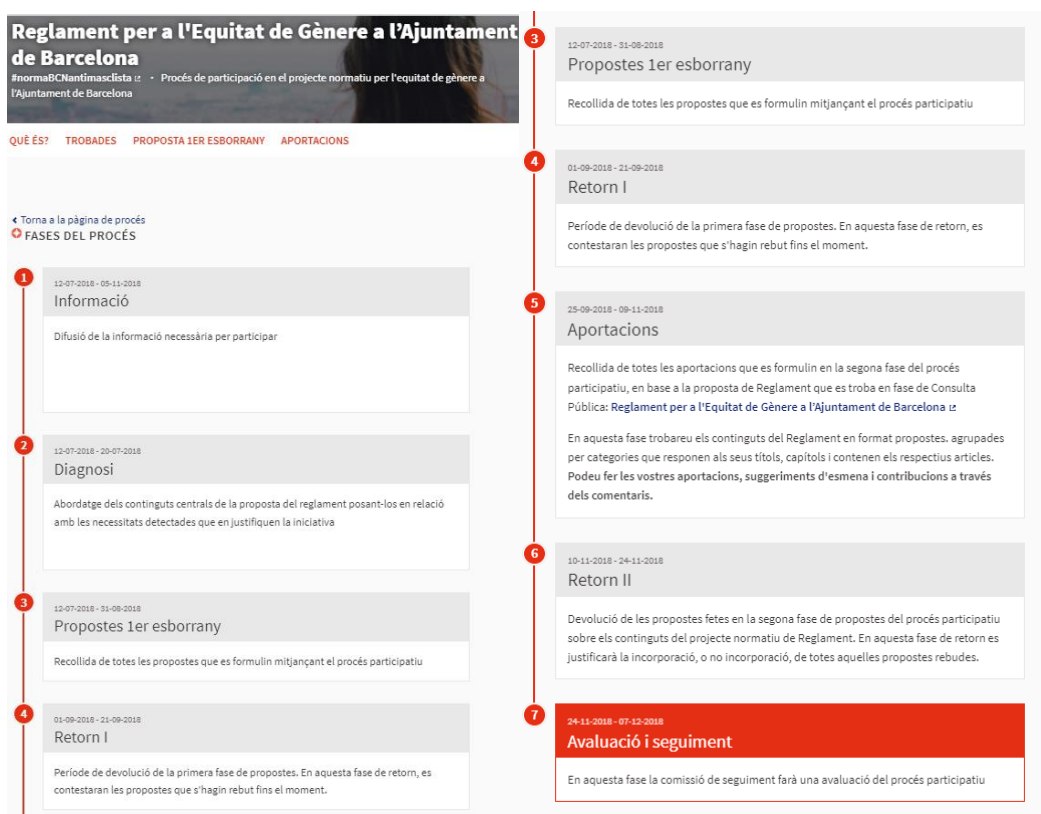 Reglament per a l'Equitat de Gènere a l’Ajuntament
de Barcelona
#normaBCNantimasclista · Procés de participació en el projecte normatiu per l'equitat de gènere a
l'Ajuntament de Barcelona
QUÈ ÉS? TROBADES PROPOSTA 1ER ESBORRANY APORTACIONS
Torna a la pàgina de procés
FASES DEL PROCÉS
1
12-07-2018 - 05-11-2018
Informació
Difusió de la informació necessària per participar
2
12-07-2018 - 20-07-2018
Diagnosi
Abordatge dels continguts centrals de la proposta del reglament posant-los en relació
amb les necessitats detectades que en justifiquen la iniciativa
3
12-07-2018 - 31-08-2018
Propostes 1er esborrany
Recollida de totes les propostes que es formulin mitjançant el procés participatiu
4
01-09-2018 - 21-09-2018
Retorn I
Període de devolució de la primera fase de propostes. En aquesta fase de retorn, es
contestaran les propostes que s'hagin rebut fins el moment.
3
12-07-2018 - 31-08-2018
Propostes 1er esborrany
Recollida de totes les propostes que es formulin mitjançant el procés participatiu
4
01-09-2018 - 21-09-2018
Retorn I
Període de devolució de la primera fase de propostes. En aquesta fase de retorn, es
contestaran les propostes que s'hagin rebut fins el moment.
5
25-09-2018 - 09-11-2018
Aportacions
Recollida de totes les aportacions que es formulin en la segona fase del procés
participatiu, en base a la proposta de Reglament que es troba en fase de Consulta
Pública: Reglament per a l'Equitat de Gènere a l’Ajuntament de Barcelona
En aquesta fase trobareu els continguts del Reglament en format propostes. agrupades
per categories que responen als seus títols, capítols i contenen els respectius articles.
Podeu fer les vostres aportacions, suggeriments d'esmena i contribucions a través
dels comentaris.
6
10-11-2018 - 24-11-2018
Retorn II
Devolució de les propostes fetes en la segona fase de propostes del procés participatiu
sobre els continguts del projecte normatiu de Reglament. En aquesta fase de retorn es
justificarà la incorporació, o no incorporació, de totes aquelles propostes rebudes.
7
24-11-2018 - 07-12-2018
Avaluació i seguiment
En aquesta fase la comissió de seguiment farà una avaluació del procés participatiu